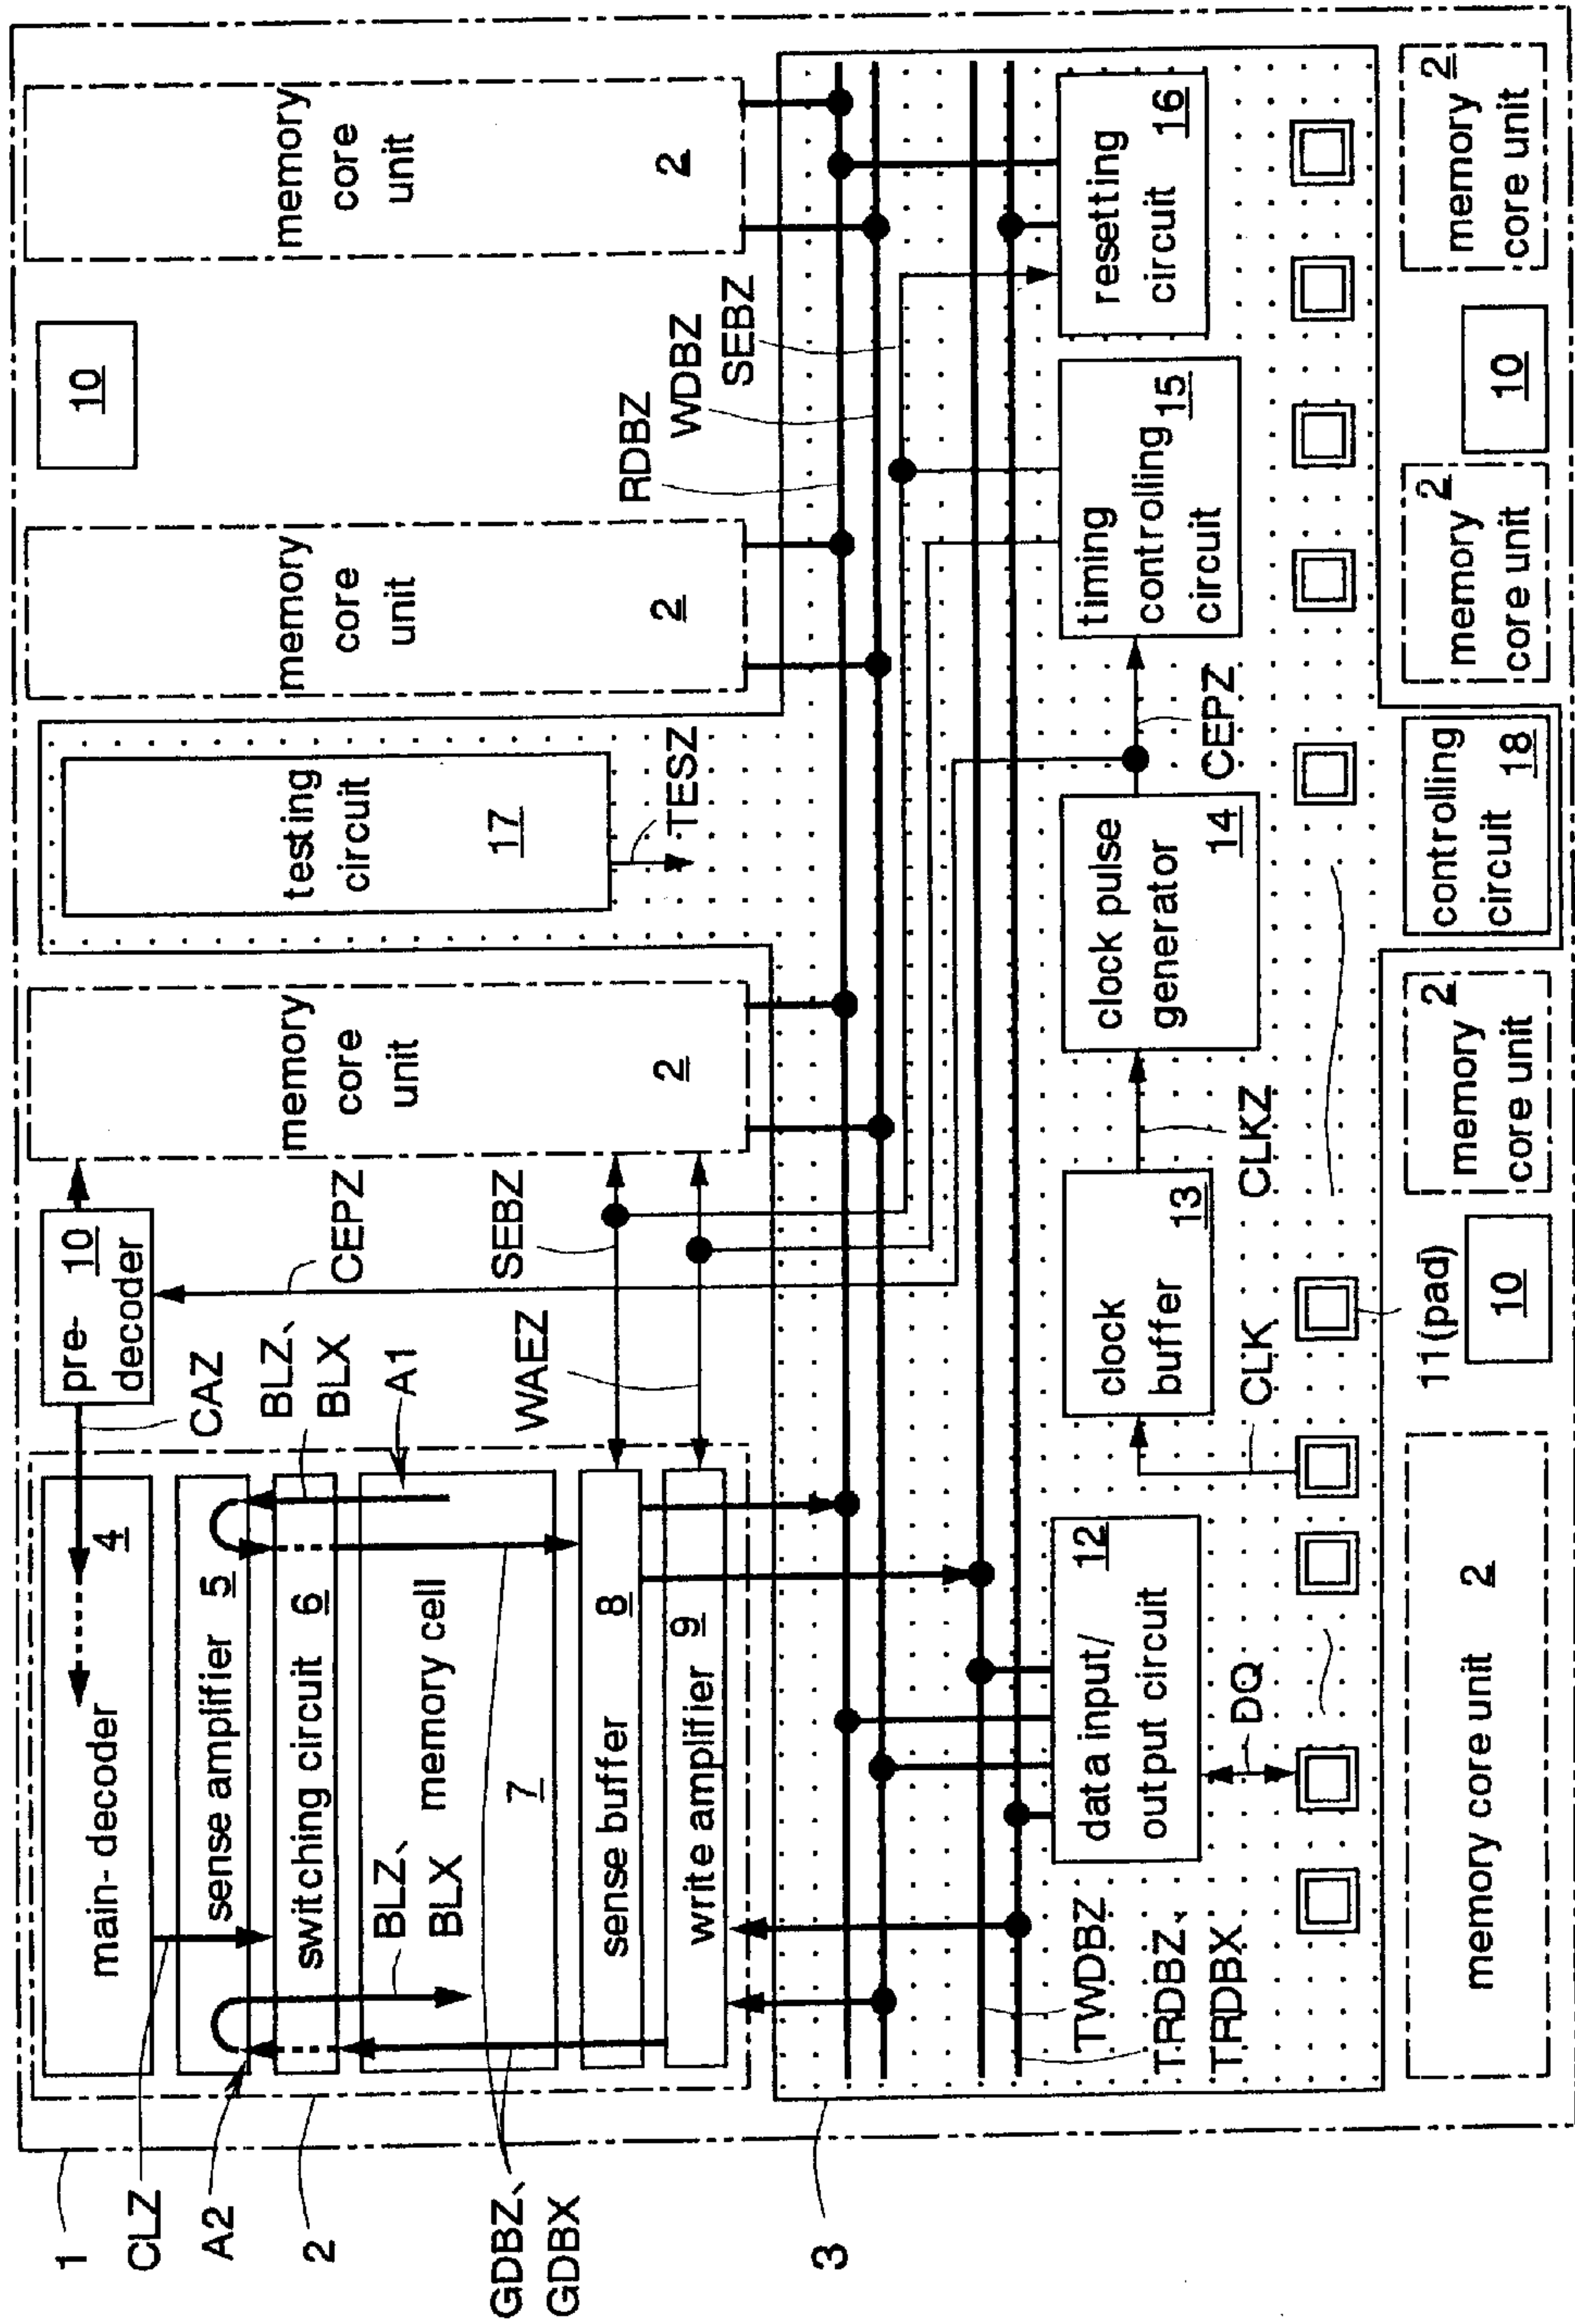 1
CLZ
A2
2
GDBZ、
GDBX
3
main-decoder
4
sense amplifier 5
switching circuit 6
memory cell
7
BLZ、
BLX
sense buffer 8
write amplifier 9
pre-
decoder
10
CAZ
BLZ、
BLX
A1
CEPZ
SEBZ
WAEZ
memory
core
unit
2
testing
circuit
17
TESZ
memory
core
unit
2
10
RDBZ
WDBZ
SEBZ
memory
core
unit
2
TWDBZ
TRDBZ、
TRDBX
data input/
output circuit
12
DQ
CLK
clock
buffer
13
CLKZ
clock pulse
generator
14
CEPZ
timing
controlling
circuit
15
resetting
circuit
16
11(pad)
memory core unit 2
10
memory
core unit
2
controlling
circuit 18
memory
core unit
2
10
memory
core unit
2